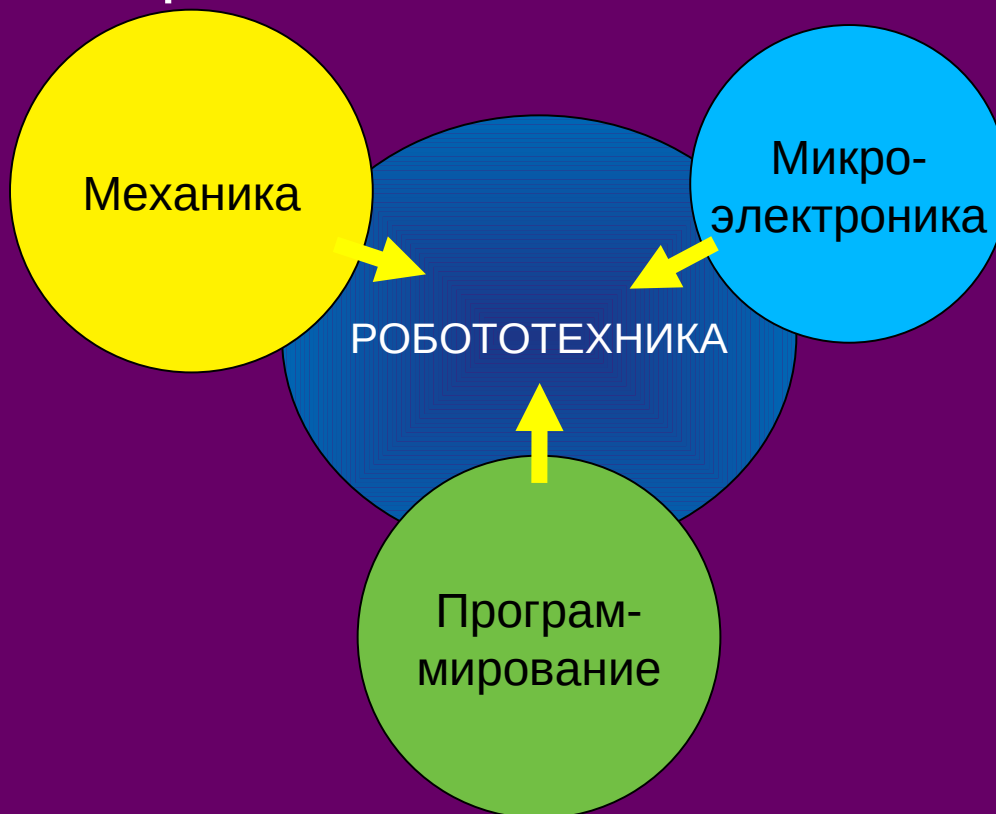 Механика
Микро-
электроника
РОБОТОТЕХНИКА
Програм-
мирование